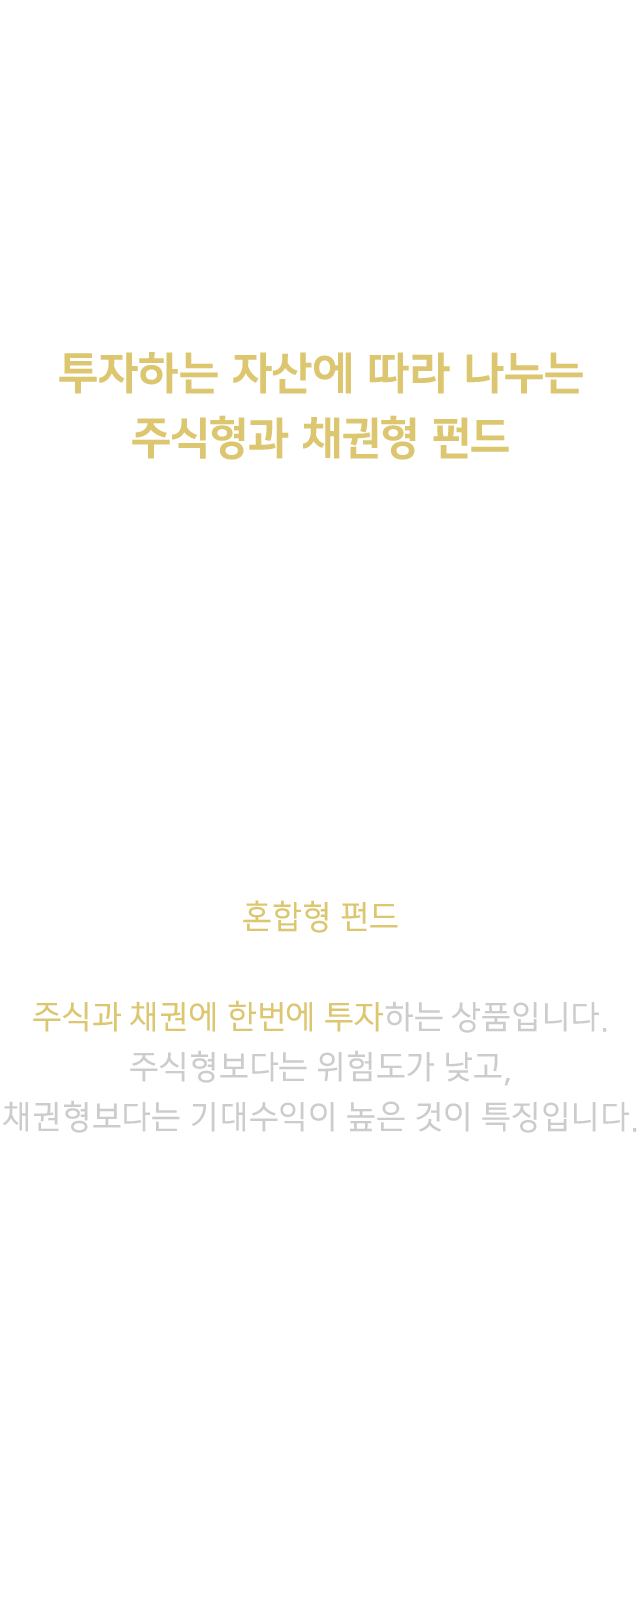 투자하는 자산에 따라 나누는
주식형과 채권형 펀드
혼합형 펀드
주식과 채권에 한번에 투자하는 상품입니다.
주식형보다는 위험도가 낮고,
채권형보다는 기대수익이 높은 것이 특징입니다.